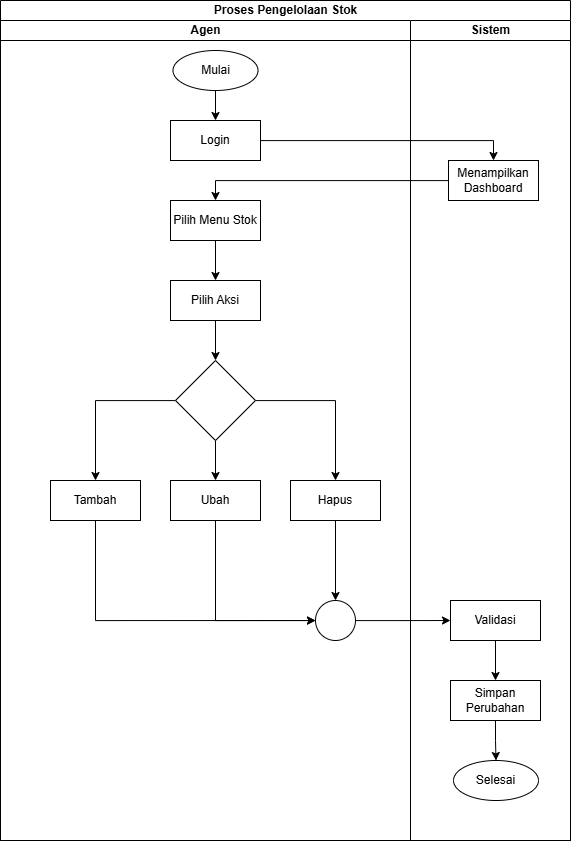 Proses Pengelolaan Stok
Agen
Sistem
Mulai
Login
Menampilkan
Dashboard
Pilih Menu Stok
Pilih Aksi
Tambah
Ubah
Hapus
Validasi
Simpan
Perubahan
Selesai